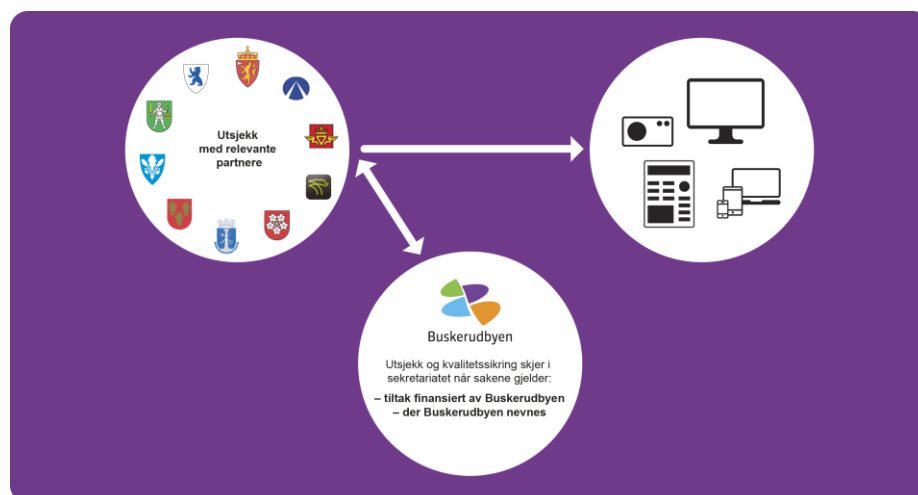 Utsjekk
med relevante
partnere
Buskerudbyen
Utsjekk og kvalitetssikring skjer i
sekretariatet når sakene gjelder:
– tiltak finansiert av Buskerudbyen
– der Buskerudbyen nevnes